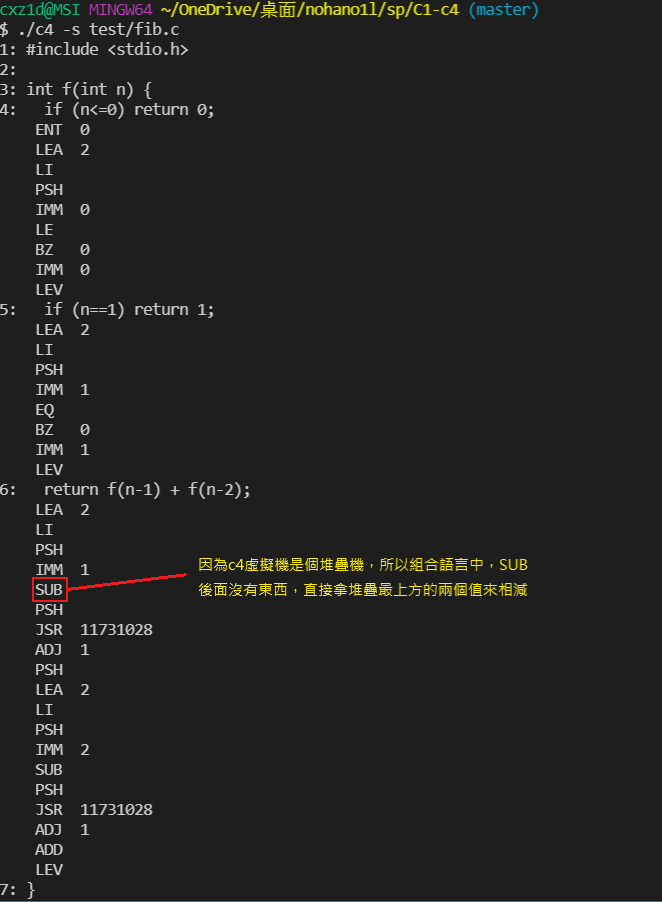 cxz1d@MSI MINGW64 ~/OneDrive/桌面/nohano1l/sp/C1-c4 (master)
$ ./c4 -s test/fib.c
1: #include <stdio.h>
2:
3: int f(int n) {
4:   if (n<=0) return 0;
    ENT  0
    LEA  2
    LI
    PSH
    IMM  0
    LE
    BZ   0
    IMM  0
    LEV
5:   if (n==1) return 1;
    LEA  2
    LI
    PSH
    IMM  1
    EQ
    BZ   0
    IMM  1
    LEV
6:   return f(n-1) + f(n-2);
    LEA  2
    LI
    PSH
    IMM  1
    SUB
    PSH
    JSR  11731028
    ADJ  1
    PSH
    LEA  2
    LI
    PSH
    IMM  2
    SUB
    PSH
    JSR  11731028
    ADJ  1
    ADD
    LEV
7: }
因為c4虛擬機是個堆疊機，所以組合語言中，SUB
後面沒有東西，直接拿堆疊最上方的兩個值來相減